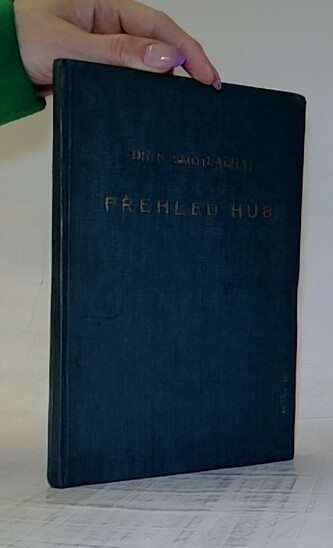 DR. F. SMOTLACHA:
PŘEHLED HUB